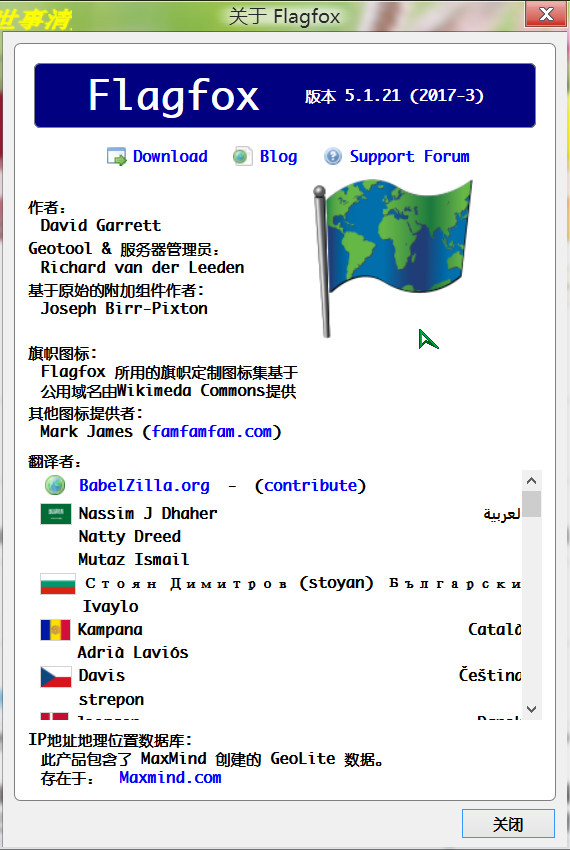 世事清
关于 Flagfox
Flagfox 版本 5.1.21 (2017-3)
Download Blog Support Forum
作者:
David Garrett
Geotool & 服务器管理员:
Richard van der Leeden
基于原始的附加组件作者:
Joseph Birr-Pixton
旗帜图标:
Flagfox 所用的旗帜定制图标集基于
公用域名由Wikimeda Commons提供
其他图标提供者:
Mark James (famfamfam.com)
翻译者:
BabelZilla.org - (contribute)
Nassim J Dhaher العربية
Natty Dreed
Mutaz Ismail
Стоян Димитров (stoyan) Български
Ivaylo
Kampana Català
Adrià Laviós
Davis Čeština
strepon
IP地址地理位置数据库:
此产品包含了 MaxMind 创建的 GeoLite 数据。
存在于: Maxmind.com
关闭